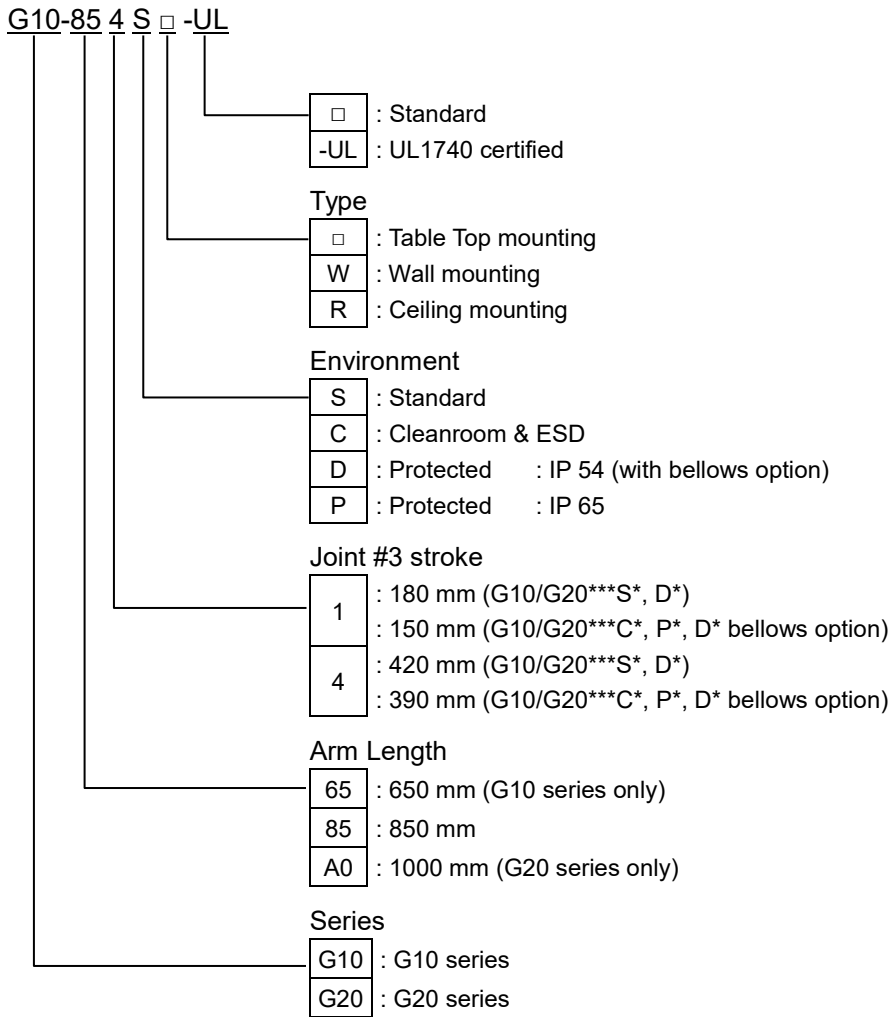 G10-85 4 S □ -UL
□ : Standard
-UL : UL1740 certified
Type
□ : Table Top mounting
W : Wall mounting
R : Ceiling mounting
Environment
S : Standard
C : Cleanroom & ESD
D : Protected : IP 54 (with bellows option)
P : Protected : IP 65
Joint #3 stroke
1 : 180 mm (G10/G20***S*, D*)
: 150 mm (G10/G20***C*, P*, D* bellows option)
4 : 420 mm (G10/G20***S*, D*)
: 390 mm (G10/G20***C*, P*, D* bellows option)
Arm Length
65 : 650 mm (G10 series only)
85 : 850 mm
A0 : 1000 mm (G20 series only)
Series
G10 : G10 series
G20 : G20 series